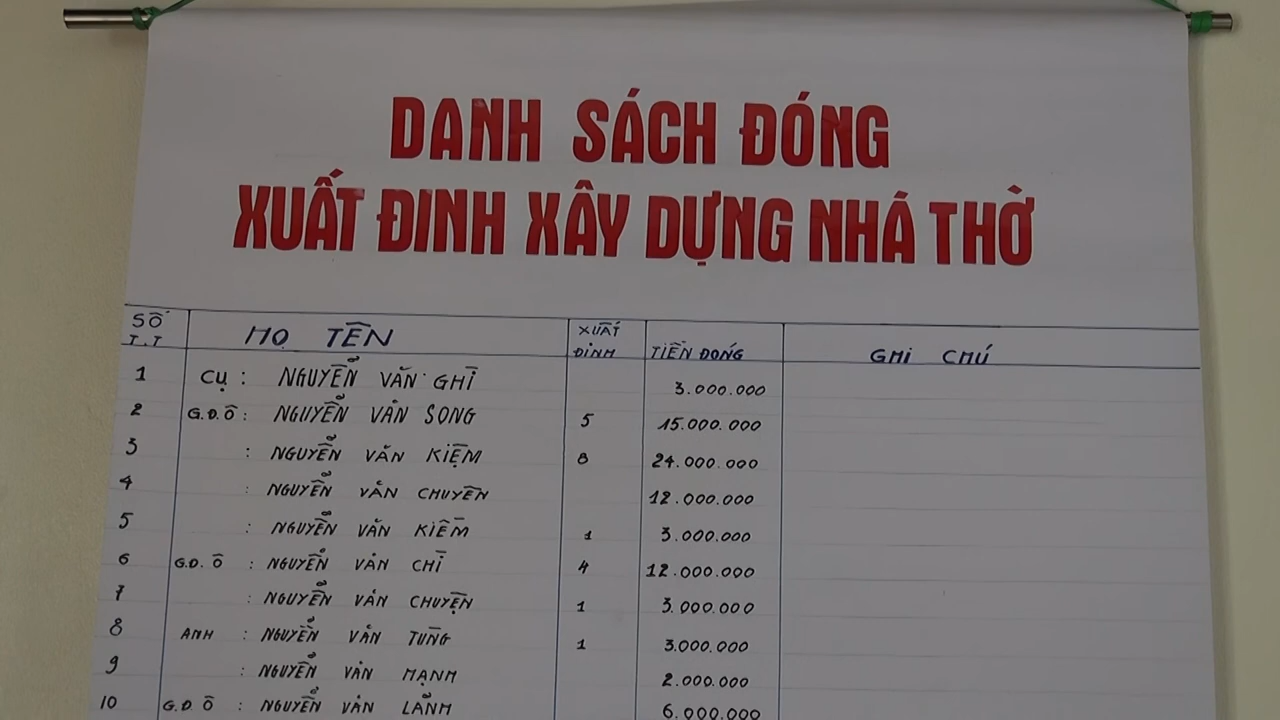 DANH SÁCH ĐÓNG
XUẤT ĐINH XÂY DỰNG NHÁ THỜ
SỐ T.T HỌ TÊN XUẤT ĐINH TIỀN ĐÓNG GHI CHÚ
1 CỤ : NGUYỄN VĂN GHI 3.000.000
2 G.Đ.Ô : NGUYỄN VĂN SONG 5 15.000.000
3 : NGUYỄN VĂN KIỆM 8 24.000.000
4 : NGUYỄN VĂN CHUYÊN 12.000.000
5 : NGUYỄN VĂN KIÊM 1 3.000.000
6 G.Đ. Ô : NGUYỄN VĂN CHÌ 4 12.000.000
7 : NGUYỄN VĂN CHUYỆN 1 3.000.000
8 ANH : NGUYỄN VĂN TÙNG 1 3.000.000
9 : NGUYỄN VĂN MẠNH 2.000.000
10 G.Đ Ô : NGUYỄN VĂN LÃNH 6.000.000